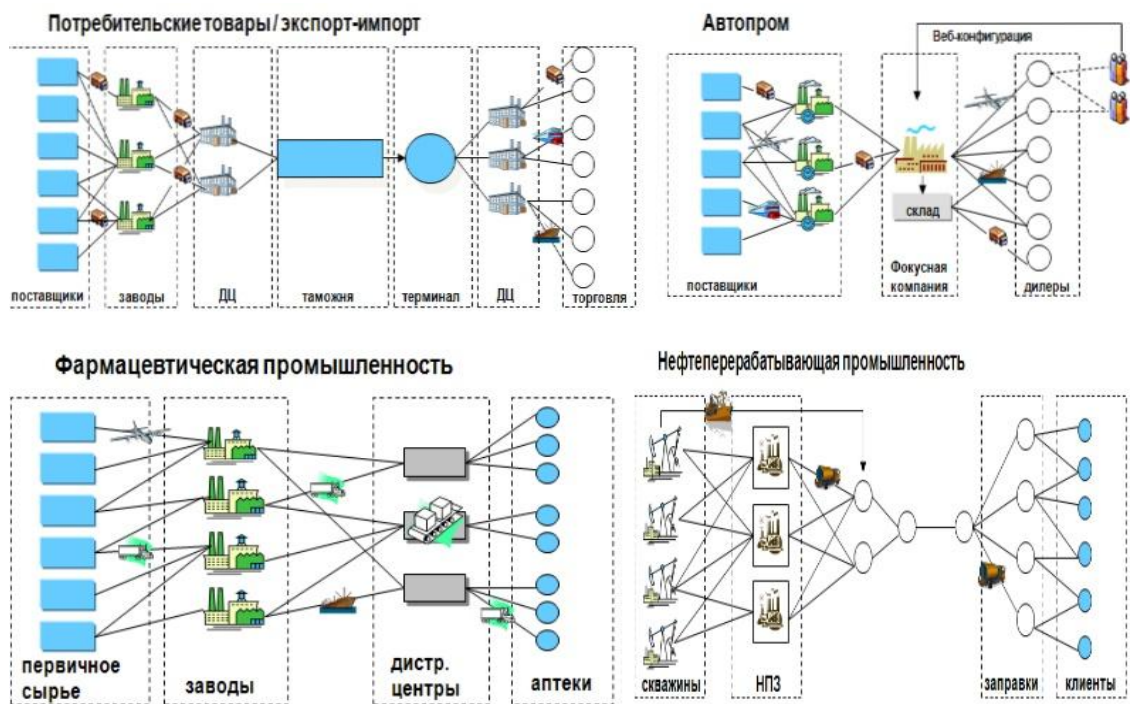 Потребительские товары / экспорт-импорт
поставщики
заводы
ДЦ
таможня
терминал
ДЦ
торговля
Автопром
Веб-конфигурация
склад
поставщики
Фокусная
компания
дилеры
Фармацевтическая промышленность
первичное
сырье
заводы
дистр.
центры
аптеки
Нефтеперерабатывающая промышленность
скважины
НПЗ
заправки
клиенты